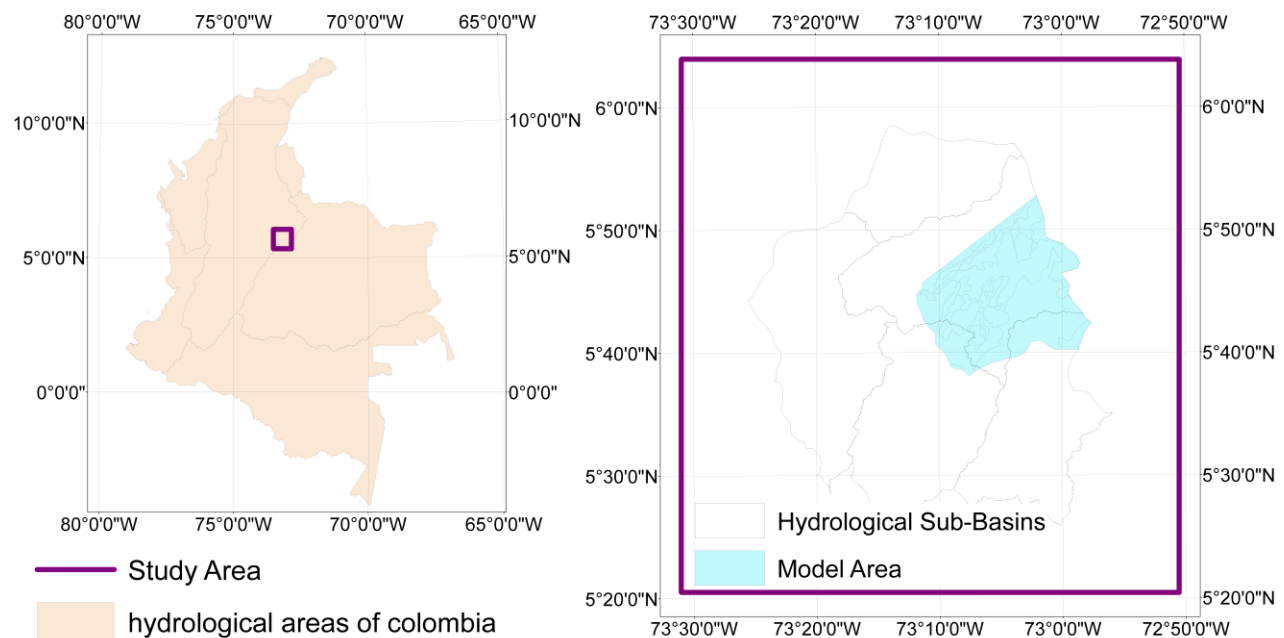 80°0'0"W 75°0'0"W 70°0'0"W 65°0'0"W
10°0'0"N 10°0'0"N
5°0'0"N 5°0'0"N
0°0'0" 0°0'0"
80°0'0"W 75°0'0"W 70°0'0"W 65°0'0"W
Study Area
hydrological areas of colombia
73°30'0"W 73°20'0"W 73°10'0"W 73°0'0"W 72°50'0"W
6°0'0"N 6°0'0"N
5°50'0"N 5°50'0"N
5°40'0"N 5°40'0"N
5°30'0"N 5°30'0"N
Hydrological Sub-Basins
Model Area
5°20'0"N 5°20'0"N
73°30'0"W 73°20'0"W 73°10'0"W 73°0'0"W 72°50'0"W